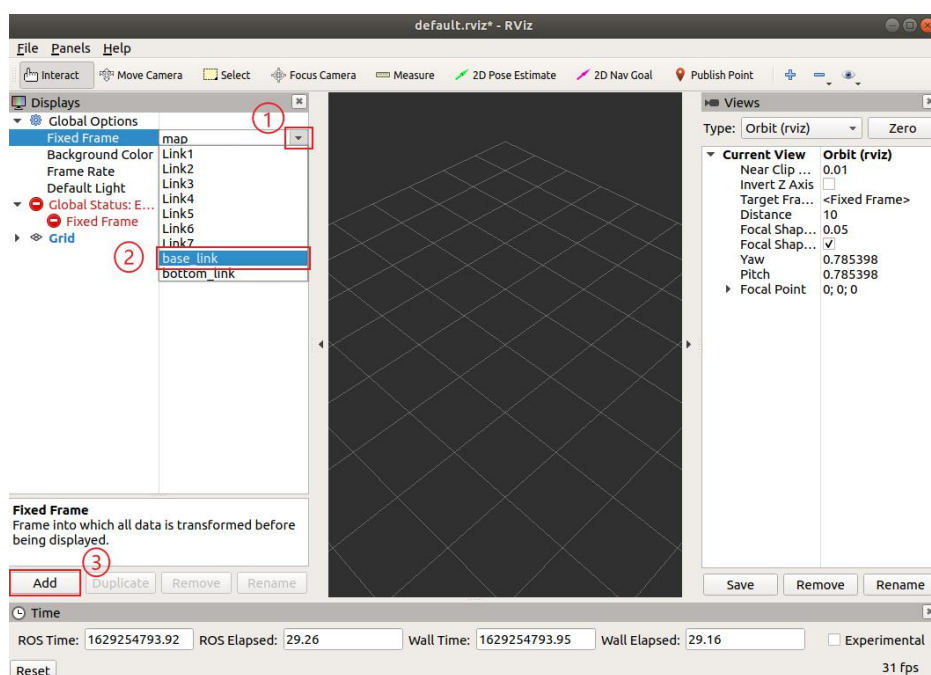 default.rviz* - RViz
File Panels Help
Interact Move Camera Select Focus Camera Measure 2D Pose Estimate 2D Nav Goal Publish Point
Displays
Global Options
1
Fixed Frame map
Background Color Link1
Frame Rate Link2
Default Light Link3
Global Status: E... Link4
Fixed Frame Link5
Grid Link6
Link7
2
base_link
bottom_link
Fixed Frame
Frame into which all data is transformed before
being displayed.
3
Add Duplicate Remove Rename
Views
Type: Orbit (rviz) Zero
Current View Orbit (rviz)
Near Clip ... 0.01
Invert Z Axis
Target Fra... <Fixed Frame>
Distance 10
Focal Shap... 0.05
Focal Shap... ✓
Yaw 0.785398
Pitch 0.785398
Focal Point 0; 0; 0
Save Remove Rename
Time
ROS Time: 1629254793.92 ROS Elapsed: 29.26 Wall Time: 1629254793.95 Wall Elapsed: 29.16 Experimental
Reset 31 fps